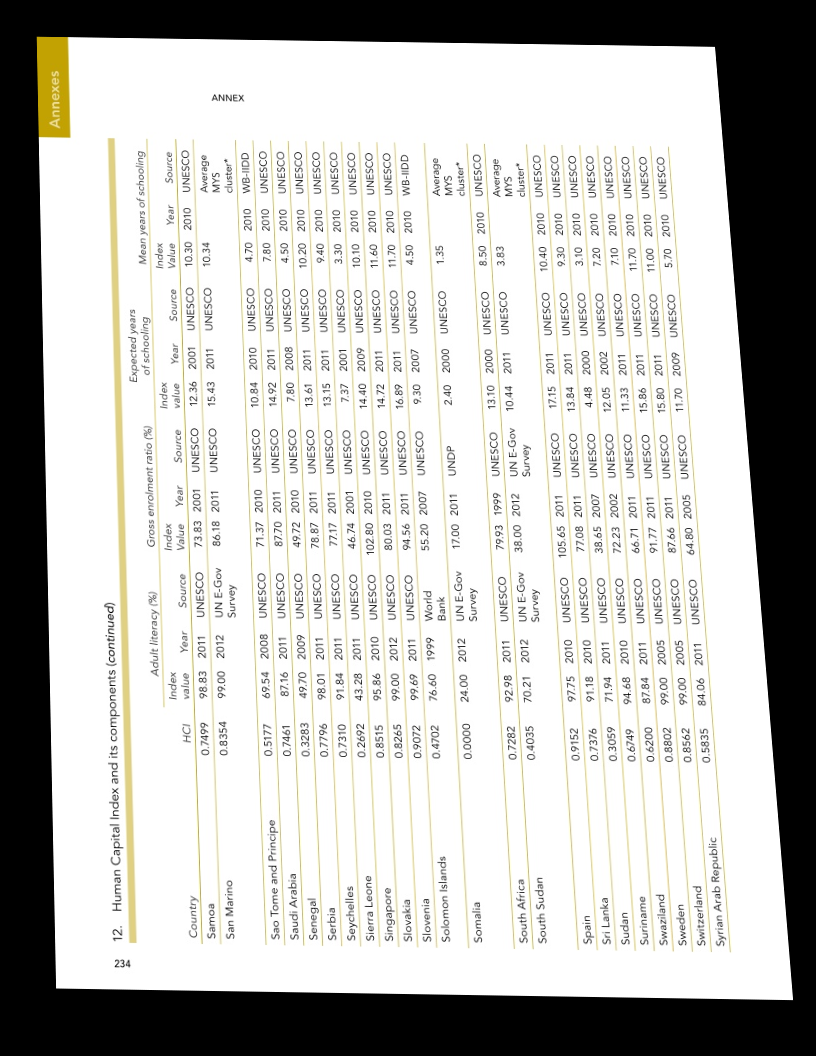 Annexes
ANNEX
12. Human Capital Index and its components (continued)
Adult literacy (%) Gross enrolment ratio (%) Expected years of schooling Mean years of schooling
Country HCI Index value Year Source Index Value Year Source Index value Year Source Index Value Year Source
Samoa 0.7499 98.83 2011 UNESCO 73.83 2001 UNESCO 12.36 2001 UNESCO 10.30 2010 UNESCO
San Marino 0.8354 99.00 2012 UN E-Gov Survey 86.18 2011 UNESCO 15.43 2011 UNESCO 10.34 Average MYS cluster*
Sao Tome and Principe 0.5177 69.54 2008 UNESCO 71.37 2010 UNESCO 10.84 2010 UNESCO 4.70 2010 WB-IIDD
Saudi Arabia 0.7461 87.16 2011 UNESCO 87.70 2011 UNESCO 14.92 2011 UNESCO 7.80 2010 UNESCO
Senegal 0.3283 49.70 2009 UNESCO 49.72 2010 UNESCO 7.80 2008 UNESCO 4.50 2010 UNESCO
Serbia 0.7796 98.01 2011 UNESCO 78.87 2011 UNESCO 13.61 2011 UNESCO 10.20 2010 UNESCO
Seychelles 0.7310 91.84 2011 UNESCO 77.17 2011 UNESCO 13.15 2011 UNESCO 9.40 2010 UNESCO
Sierra Leone 0.2692 43.28 2011 UNESCO 46.74 2001 UNESCO 7.37 2001 UNESCO 3.30 2010 UNESCO
Singapore 0.8515 95.86 2010 UNESCO 102.80 2010 UNESCO 14.40 2009 UNESCO 10.10 2010 UNESCO
Slovakia 0.8265 99.00 2012 UNESCO 80.03 2011 UNESCO 14.72 2011 UNESCO 11.60 2010 UNESCO
Slovenia 0.9072 99.69 2011 UNESCO 94.56 2011 UNESCO 16.89 2011 UNESCO 11.70 2010 UNESCO
Solomon Islands 0.4702 76.60 1999 World Bank 55.20 2007 UNESCO 9.30 2007 UNESCO 4.50 2010 WB-IIDD
Somalia 0.0000 24.00 2012 UN E-Gov Survey 17.00 2011 UNDP 2.40 2000 UNESCO 1.35 Average MYS cluster*
South Africa 0.7282 92.98 2011 UNESCO 79.93 1999 UNESCO 13.10 2000 UNESCO 8.50 2010 UNESCO
South Sudan 0.4035 70.21 2012 UN E-Gov Survey 38.00 2012 UN E-Gov Survey 10.44 2011 UNESCO 3.83 Average MYS cluster*
Spain 0.9152 97.75 2010 UNESCO 105.65 2011 UNESCO 17.15 2011 UNESCO 10.40 2010 UNESCO
Sri Lanka 0.7376 91.18 2010 UNESCO 77.08 2011 UNESCO 13.84 2011 UNESCO 9.30 2010 UNESCO
Sudan 0.3059 71.94 2011 UNESCO 38.65 2007 UNESCO 4.48 2000 UNESCO 3.10 2010 UNESCO
Suriname 0.6749 94.68 2010 UNESCO 72.23 2002 UNESCO 12.05 2002 UNESCO 7.20 2010 UNESCO
Swaziland 0.6200 87.84 2011 UNESCO 66.71 2011 UNESCO 11.33 2011 UNESCO 7.10 2010 UNESCO
Sweden 0.8802 99.00 2005 UNESCO 91.77 2011 UNESCO 15.86 2011 UNESCO 11.70 2010 UNESCO
Switzerland 0.8562 99.00 2005 UNESCO 87.66 2011 UNESCO 15.80 2011 UNESCO 11.00 2010 UNESCO
Syrian Arab Republic 0.5835 84.06 2011 UNESCO 64.80 2005 UNESCO 11.70 2009 UNESCO 5.70 2010 UNESCO
234